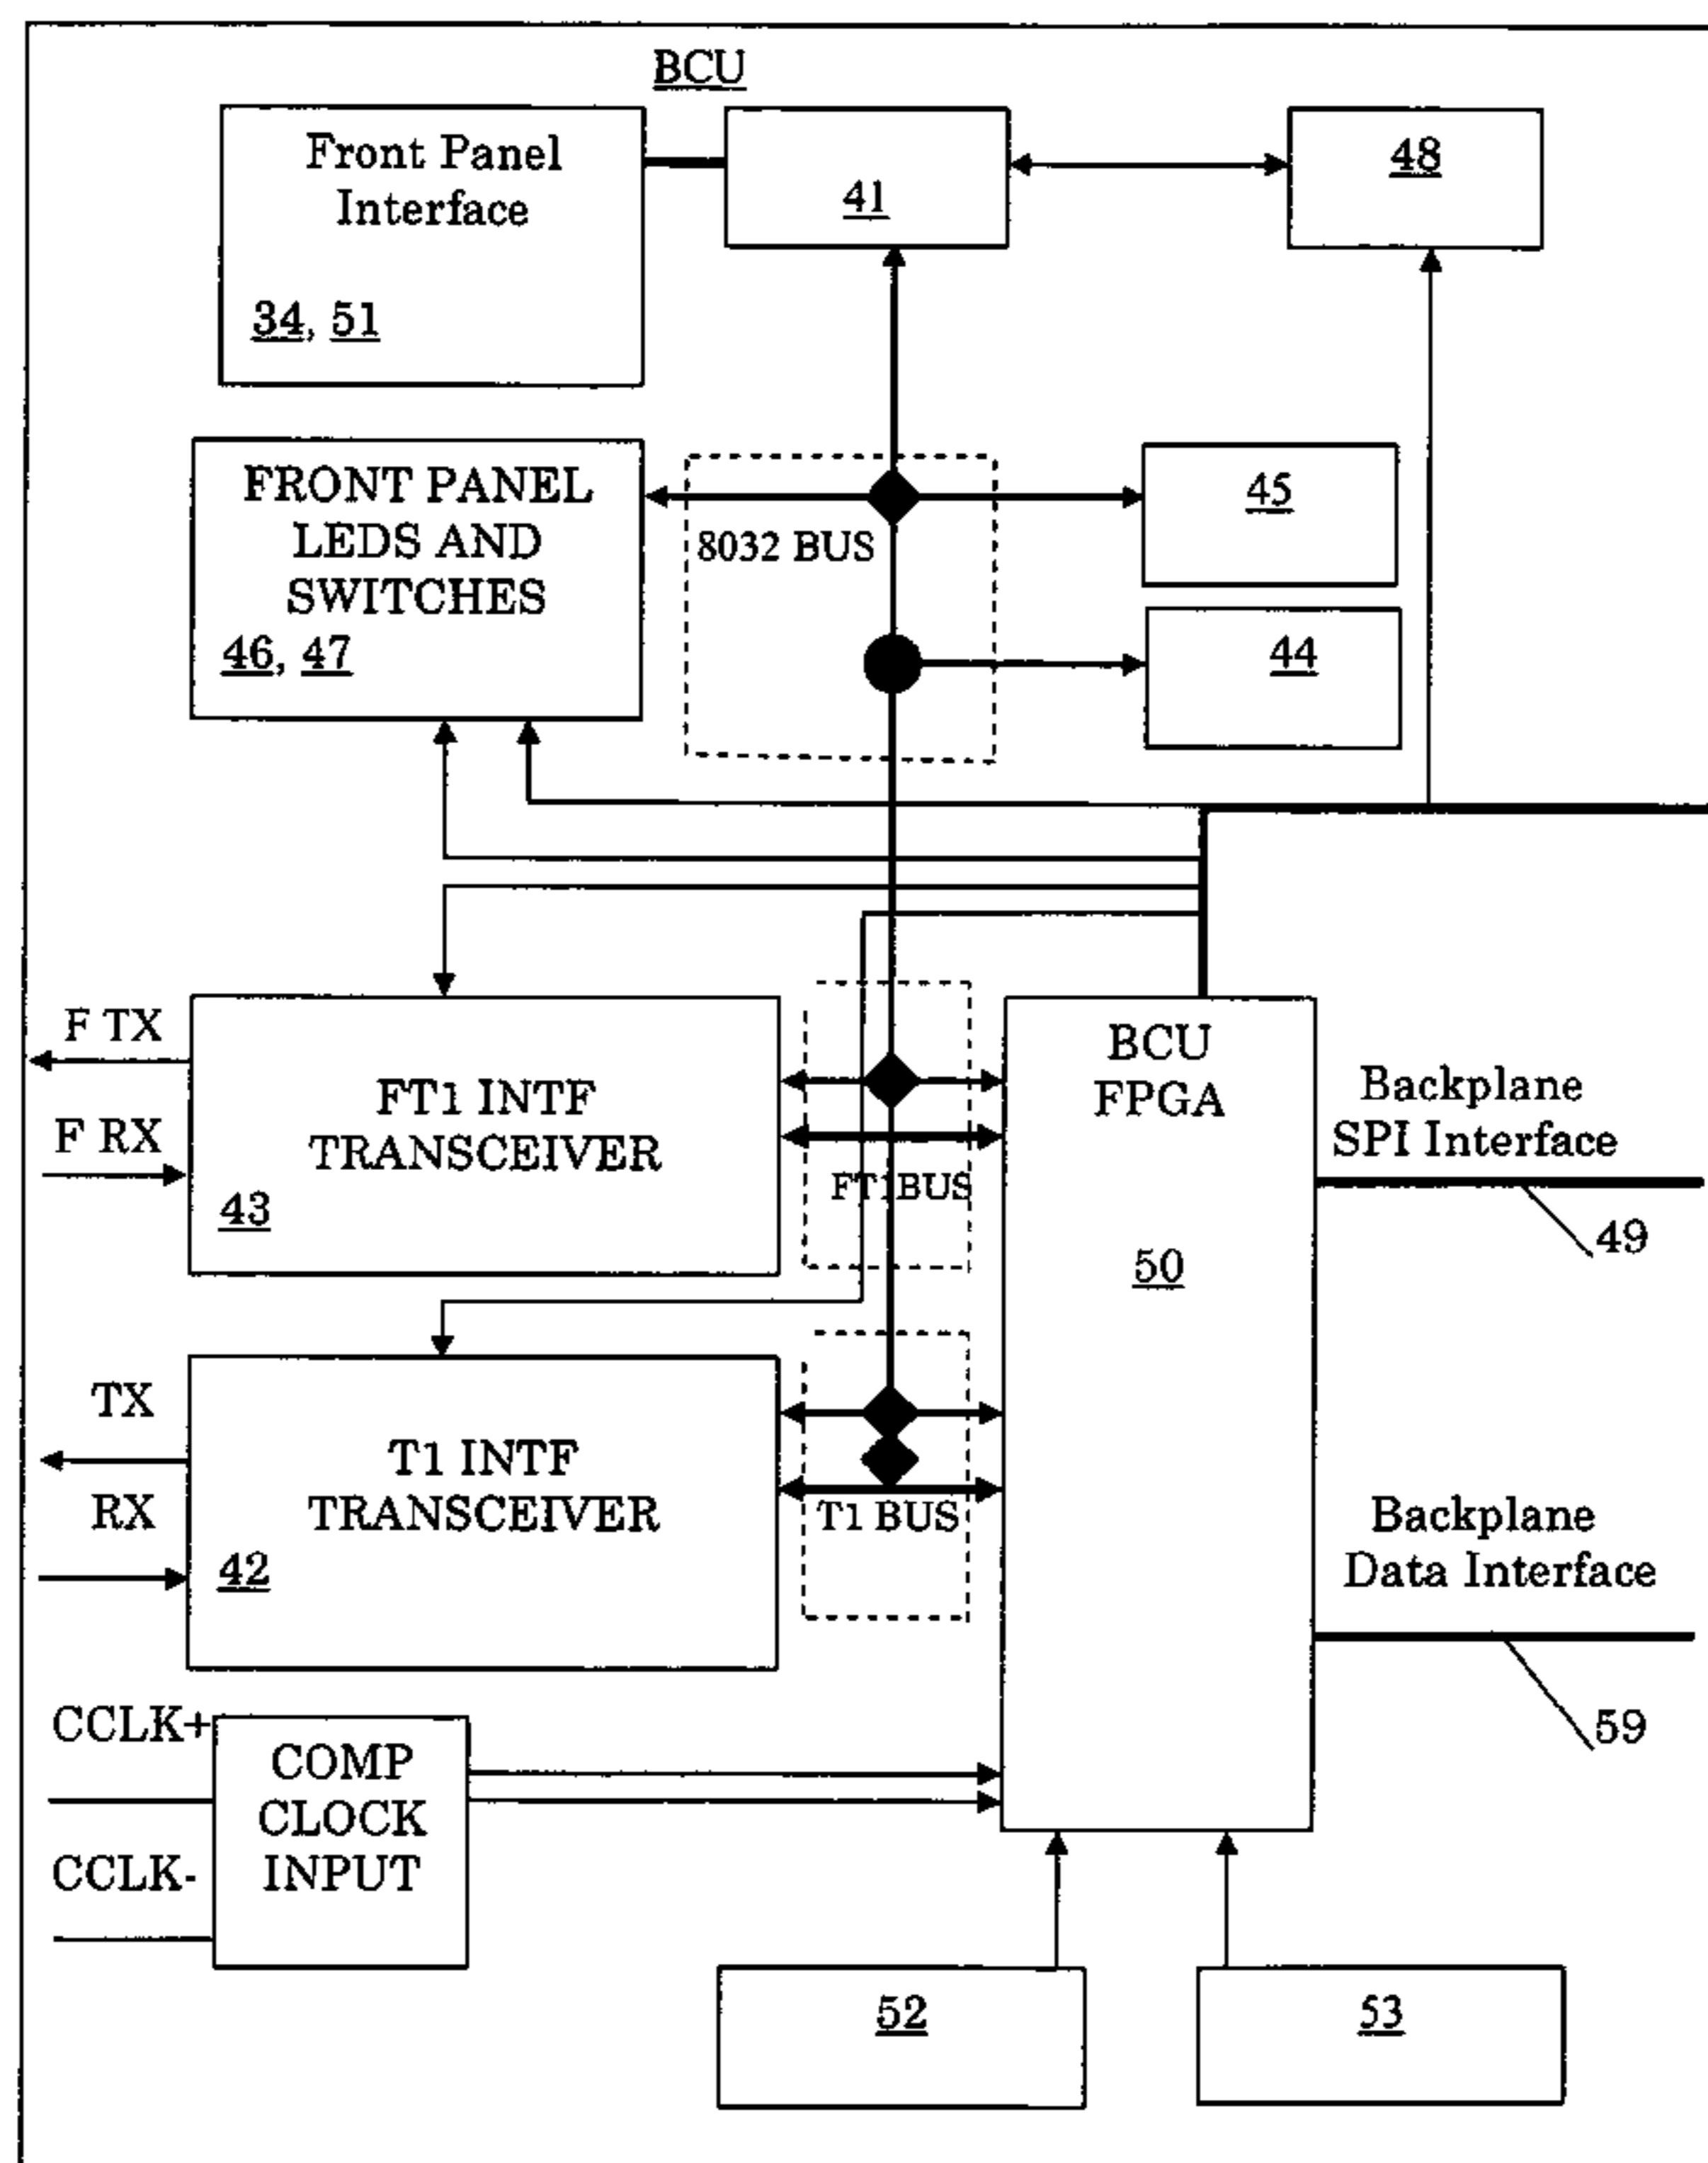 BCU
Front Panel
Interface
34, 51
41
48
FRONT PANEL
LEDS AND
SWITCHES
46, 47
8032 BUS
45
44
F TX
F RX
FT1 INTF
TRANSCEIVER
43
FT1BUS
BCU
FPGA
50
Backplane
SPI Interface
49
TX
RX
T1 INTF
TRANSCEIVER
42
T1 BUS
Backplane
Data Interface
59
CCLK+
CCLK-
COMP
CLOCK
INPUT
52
53